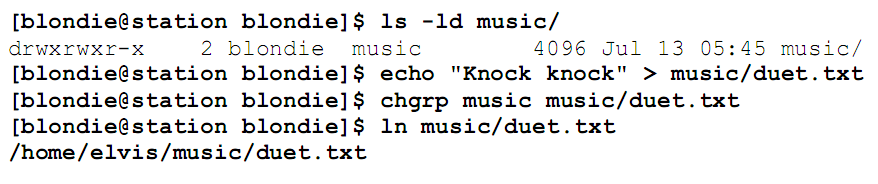 [blondie@station blondie]$ ls -ld music/
drwxrwxr-x    2 blondie  music        4096 Jul 13 05:45 music/
[blondie@station blondie]$ echo "Knock knock" > music/duet.txt
[blondie@station blondie]$ chgrp music music/duet.txt
[blondie@station blondie]$ ln music/duet.txt
/home/elvis/music/duet.txt